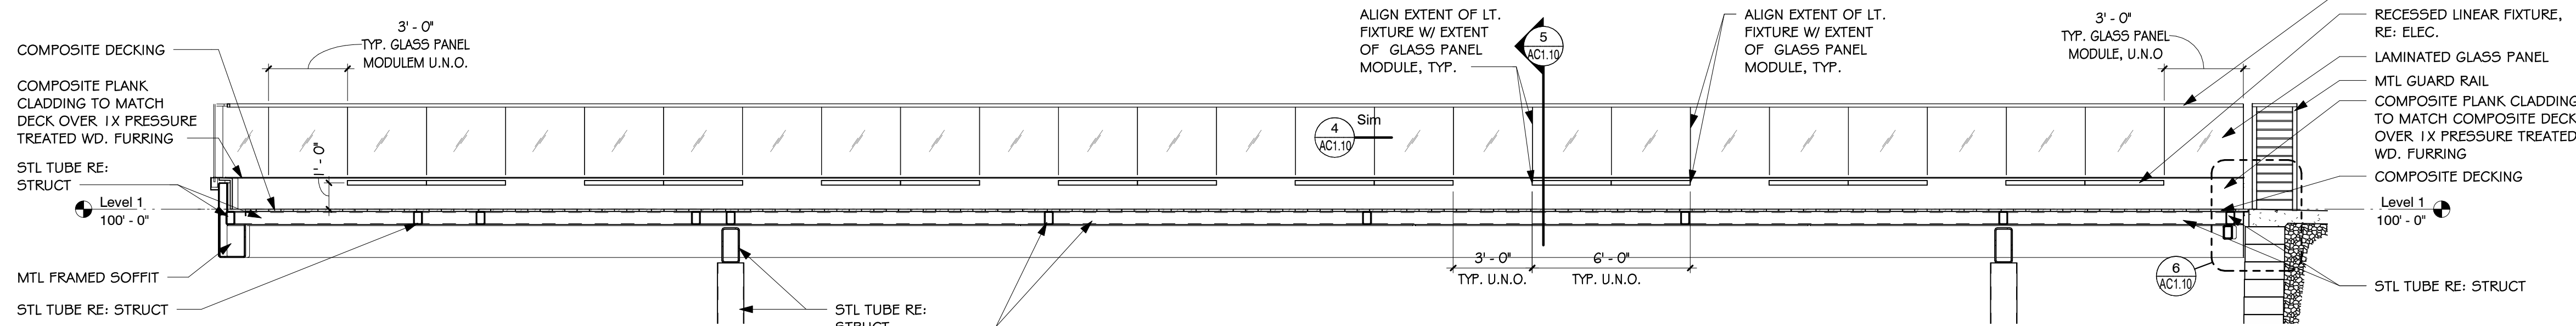 COMPOSITE DECKING
3' - 0"
TYP. GLASS PANEL
MODULEM U.N.O.
COMPOSITE PLANK
CLADDING TO MATCH
DECK OVER 1X PRESSURE
TREATED WD. FURRING
STL TUBE RE:
STRUCT
1' - 0"
Level 1
100' - 0"
MTL FRAMED SOFFIT
STL TUBE RE: STRUCT
STL TUBE RE:
STRUCT
ALIGN EXTENT OF LT.
FIXTURE W/ EXTENT
OF GLASS PANEL
MODULE, TYP.
5
AC1.10
ALIGN EXTENT OF LT.
FIXTURE W/ EXTENT
OF GLASS PANEL
MODULE, TYP.
4
AC1.10
Sim
3' - 0"
TYP. U.N.O.
6' - 0"
TYP. U.N.O.
3' - 0"
TYP. GLASS PANEL
MODULE, U.N.O
RECESSED LINEAR FIXTURE,
RE: ELEC.
LAMINATED GLASS PANEL
MTL GUARD RAIL
COMPOSITE PLANK CLADDING
TO MATCH COMPOSITE DECK
OVER 1X PRESSURE TREATED
WD. FURRING
COMPOSITE DECKING
Level 1
100' - 0"
6
AC1.10
STL TUBE RE: STRUCT